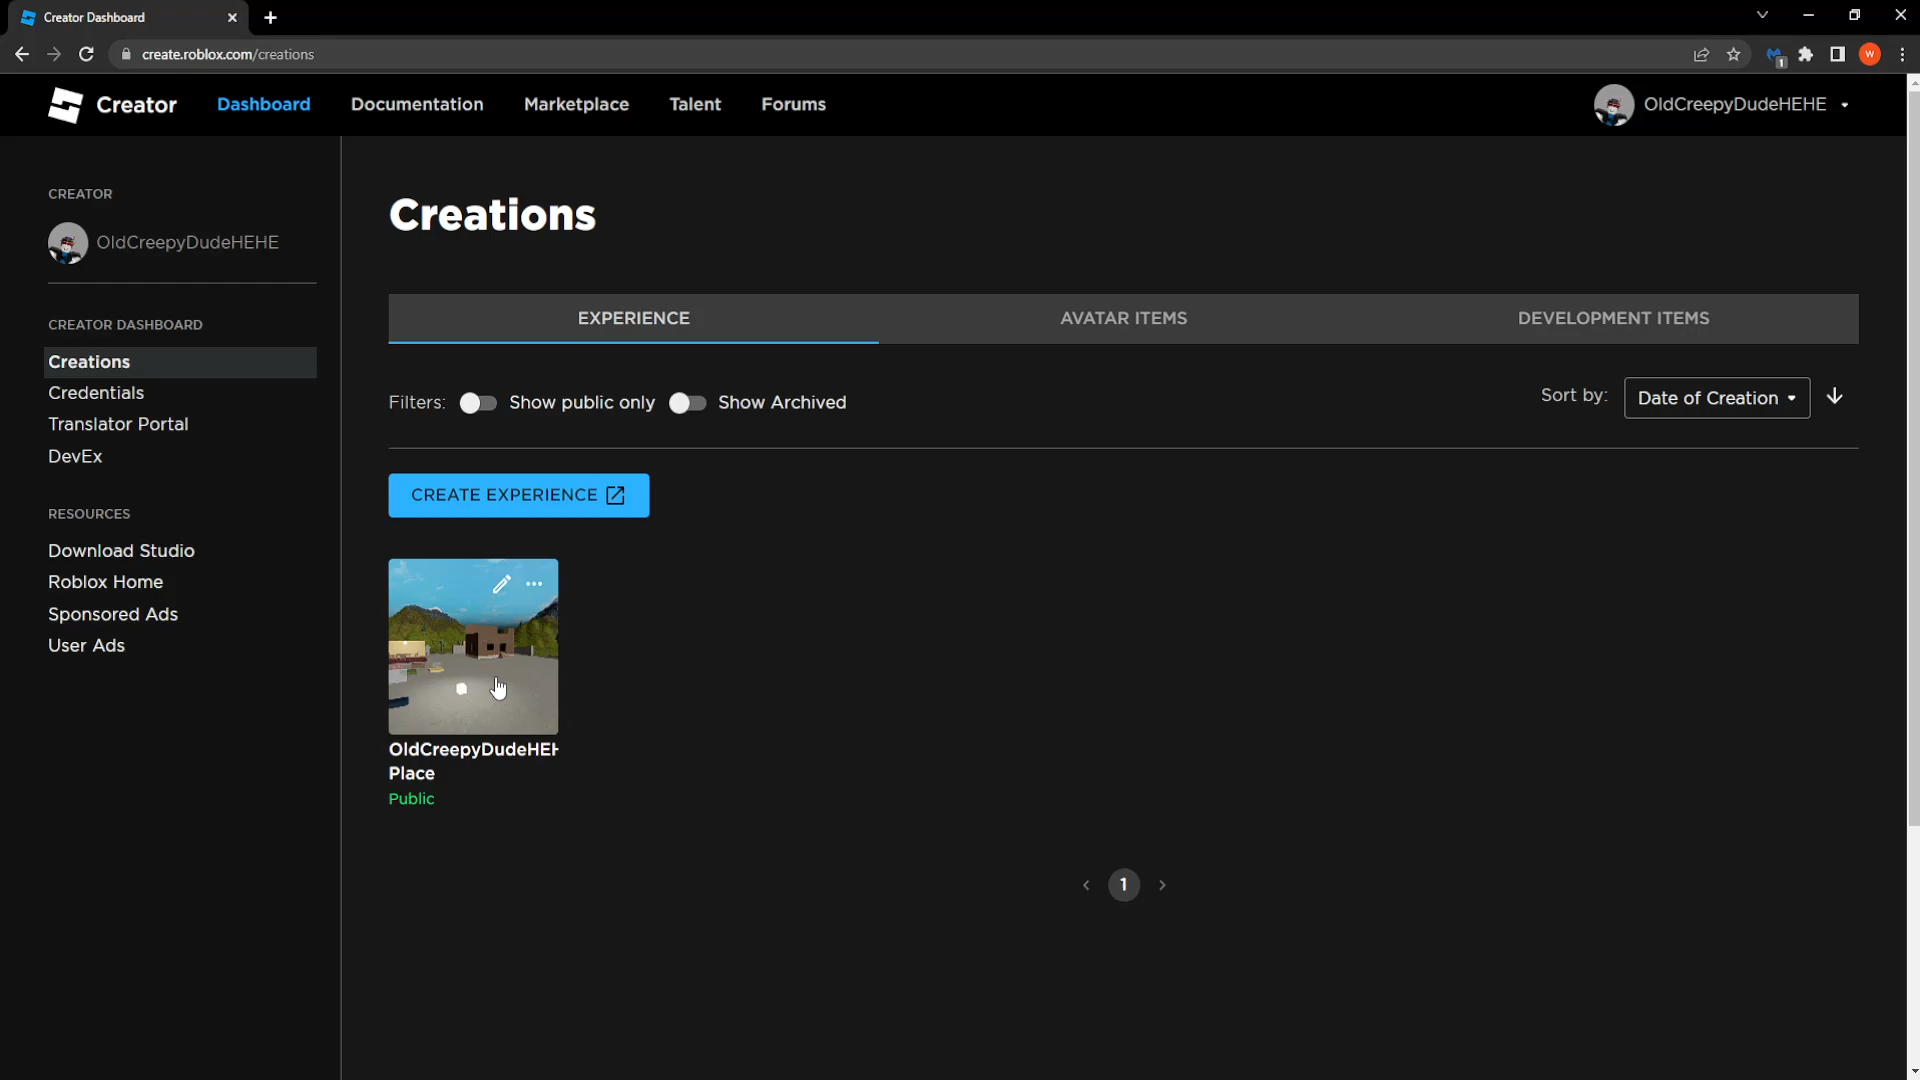 Creator Dashboard
create.roblox.com/creations
1
W
Creator
Dashboard
Documentation
Marketplace
Talent
Forums
OldCreepyDudeHEHE
CREATOR
OldCreepyDudeHEHE
CREATOR DASHBOARD
Creations
Credentials
Translator Portal
DevEx
RESOURCES
Download Studio
Roblox Home
Sponsored Ads
User Ads
Creations
EXPERIENCE
AVATAR ITEMS
DEVELOPMENT ITEMS
Filters:
Show public only
Show Archived
Sort by:
Date of Creation
CREATE EXPERIENCE
OldCreepyDudeHEH
Place
Public
1